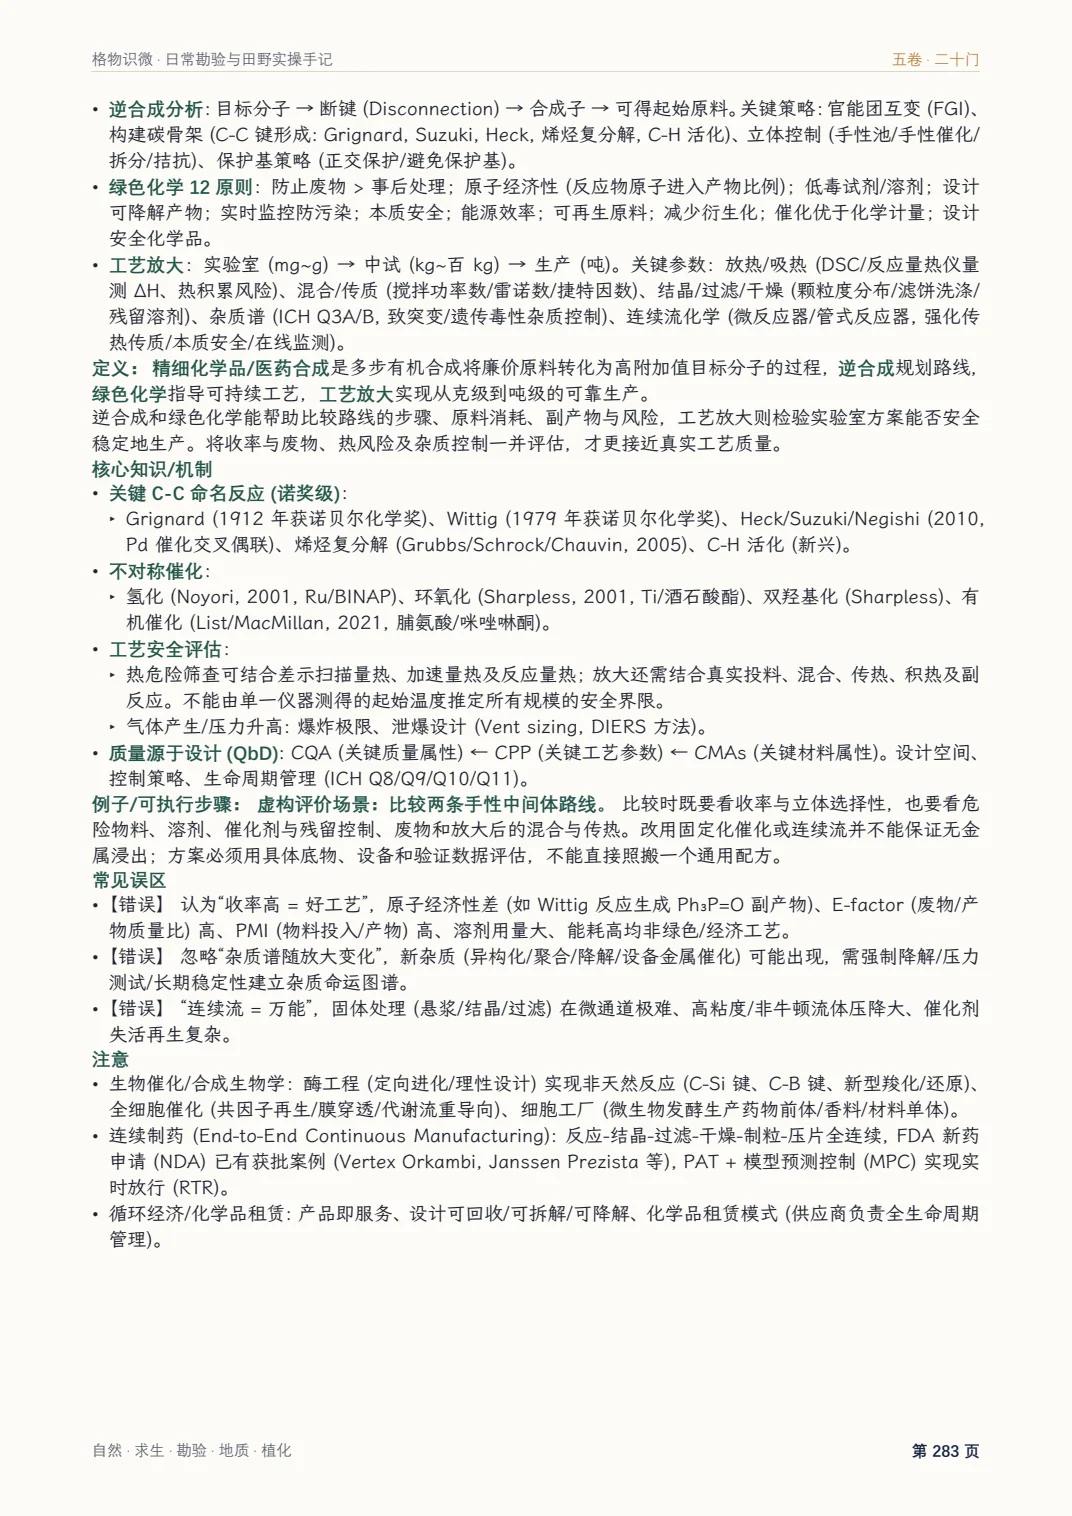 格物识微 · 日常勘验与田野实操手记
五卷 · 二十门
• 逆合成分析: 目标分子 → 断键 (Disconnection) → 合成子 → 可得起始原料。关键策略: 官能团互变 (FGI)、
构建碳骨架 (C-C 键形成: Grignard, Suzuki, Heck, 烯烃复分解, C-H 活化)、立体控制 (手性池/手性催化/
拆分/拮抗)、保护基策略 (正交保护/避免保护基)。
• 绿色化学 12 原则: 防止废物 > 事后处理; 原子经济性 (反应物原子进入产物比例); 低毒试剂/溶剂; 设计
可降解产物; 实时监控防污染; 本质安全; 能源效率; 可再生原料; 减少衍生化; 催化优于化学计量; 设计
安全化学品。
• 工艺放大: 实验室 (mg~g) → 中试 (kg~百 kg) → 生产 (吨)。关键参数: 放热/吸热 (DSC/反应量热仪量
测 ΔH、热积累风险)、混合/传质 (搅拌功率数/雷诺数/捷特因数)、结晶/过滤/干燥 (颗粒度分布/滤饼洗涤/
残留溶剂)、杂质谱 (ICH Q3A/B, 致突变/遗传毒性杂质控制)、连续流化学 (微反应器/管式反应器, 强化传
热传质/本质安全/在线监测)。
定义: 精细化学品/医药合成是多步有机合成将廉价原料转化为高附加值目标分子的过程, 逆合成规划路线,
绿色化学指导可持续工艺, 工艺放大实现从克级到吨级的可靠生产。
逆合成和绿色化学能帮助比较路线的步骤、原料消耗、副产物与风险, 工艺放大则检验实验室方案能否安全
稳定地生产。将收率与废物、热风险及杂质控制一并评估, 才更接近真实工艺质量。
核心知识/机制
• 关键 C-C 命名反应 (诺奖级):
‣ Grignard (1912 年获诺贝尔化学奖)、Wittig (1979 年获诺贝尔化学奖)、Heck/Suzuki/Negishi (2010,
Pd 催化交叉偶联)、烯烃复分解 (Grubbs/Schrock/Chauvin, 2005)、C-H 活化 (新兴)。
• 不对称催化:
‣ 氢化 (Noyori, 2001, Ru/BINAP)、环氧化 (Sharpless, 2001, Ti/酒石酸酯)、双羟基化 (Sharpless)、有
机催化 (List/MacMillan, 2021, 脯氨酸/咪唑啉酮)。
• 工艺安全评估:
‣ 热危险筛查可结合差示扫描量热、加速量热及反应量热; 放大还需结合真实投料、混合、传热、积热及副
反应。不能由单一仪器测得的起始温度推定所有规模的安全界限。
‣ 气体产生/压力升高: 爆炸极限、泄爆设计 (Vent sizing, DIERS 方法)。
• 质量源于设计 (QbD): CQA (关键质量属性) ← CPP (关键工艺参数) ← CMAs (关键材料属性)。设计空间、
控制策略、生命周期管理 (ICH Q8/Q9/Q10/Q11)。
例子/可执行步骤: 虚构评价场景: 比较两条手性中间体路线。 比较时既要看收率与立体选择性, 也要看危
险物料、溶剂、催化剂与残留控制、废物和放大后的混合与传热。改用固定化催化或连续流并不能保证无金
属浸出; 方案必须用具体底物、设备和验证数据评估, 不能直接照搬一个通用配方。
常见误区
• 【错误】 认为“收率高 = 好工艺”, 原子经济性差 (如 Wittig 反应生成 Ph₃P=O 副产物)、E-factor (废物/产
物质量比) 高、PMI (物料投入/产物) 高、溶剂用量大、能耗高均非绿色/经济工艺。
• 【错误】 忽略“杂质谱随放大变化”, 新杂质 (异构化/聚合/降解/设备金属催化) 可能出现, 需强制降解/压力
测试/长期稳定性建立杂质命运图谱。
• 【错误】 “连续流 = 万能”, 固体处理 (悬浆/结晶/过滤) 在微通道极难、高粘度/非牛顿流体压降大、催化剂
失活再生复杂。
注意
• 生物催化/合成生物学: 酶工程 (定向进化/理性设计) 实现非天然反应 (C-Si 键、C-B 键、新型羧化/还原)、
全细胞催化 (共因子再生/膜穿透/代谢流重导向)、细胞工厂 (微生物发酵生产药物前体/香料/材料单体)。
• 连续制药 (End-to-End Continuous Manufacturing): 反应-结晶-过滤-干燥-制粒-压片全连续, FDA 新药
申请 (NDA) 已有获批案例 (Vertex Orkambi, Janssen Prezista 等), PAT + 模型预测控制 (MPC) 实现实
时放行 (RTR)。
• 循环经济/化学品租赁: 产品即服务、设计可回收/可拆解/可降解、化学品租赁模式 (供应商负责全生命周期
管理)。
自然 · 求生 · 勘验 · 地质 · 植化
第 283 页